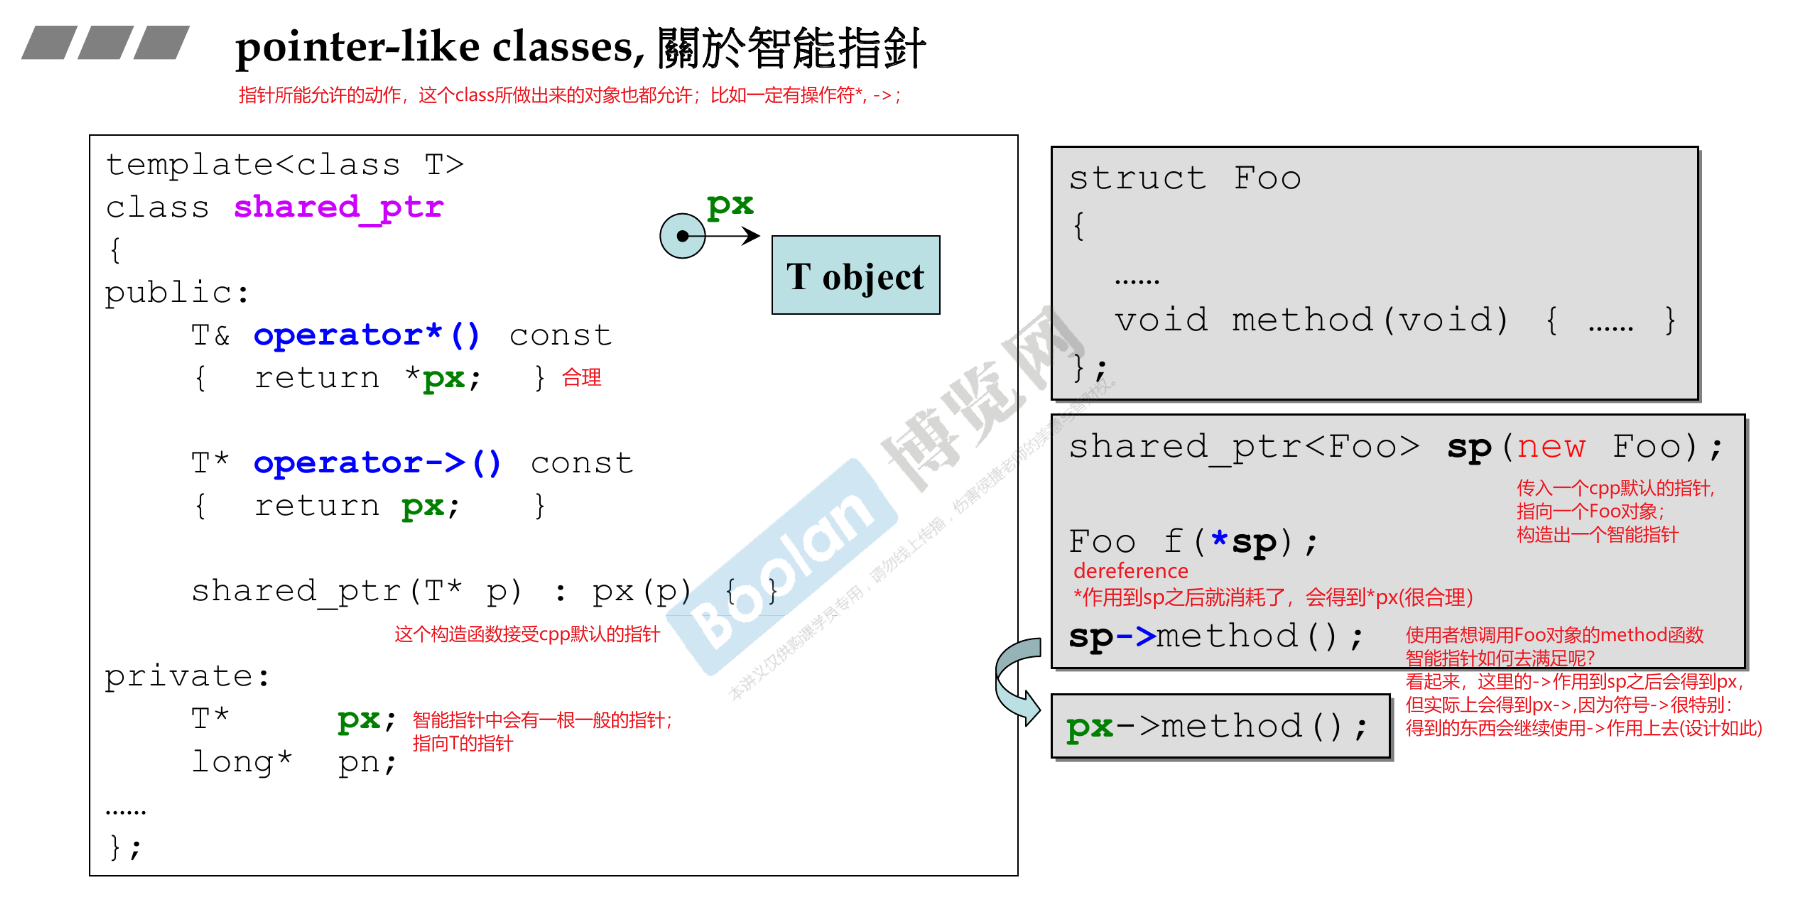 pointer-like classes, 關於智能指針
指针所能允许的动作，这个class所做出来的对象也都允许；比如一定有操作符*, ->；
template<class T>
class shared_ptr
{
public:
T& operator*() const
{ return *px; } 合理
T* operator->() const
{ return px; }
shared_ptr(T* p) : px(p) { }
这个构造函数接受cpp默认的指针
private:
T* px; 智能指针中会有一根一般的指针；
指向T的指针
long* pn;
……
};
px
T object
struct Foo
{
……
void method(void) { …… }
};
shared_ptr<Foo> sp(new Foo);
传入一个cpp默认的指针,
指向一个Foo对象；
构造出一个智能指针
Foo f(*sp);
dereference
*作用到sp之后就消耗了，会得到*px(很合理)
sp->method();
使用者想调用Foo对象的method函数
智能指针如何去满足呢?
看起来，这里的->作用到sp之后会得到px，
但实际上会得到px->,因为符号->很特别：
得到的东西会继续使用->作用上去(设计如此)
px->method();
Boolan 博览网
本讲义仅供购课学员专用，请勿线上传播，伤害侯捷老师的美意与智财权。